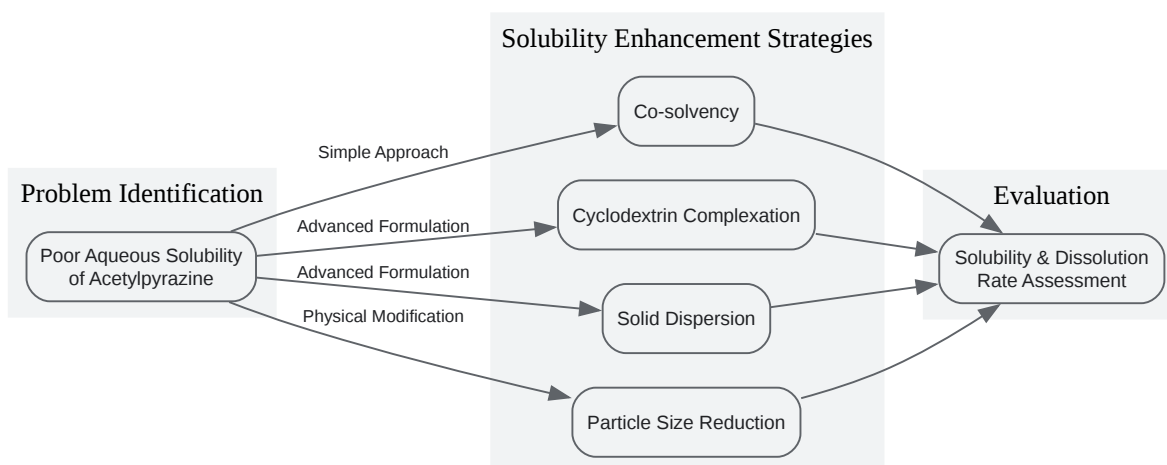 Problem Identification
Poor Aqueous Solubility
of Acetylpyrazine
Simple Approach
Advanced Formulation
Advanced Formulation
Physical Modification
Solubility Enhancement Strategies
Co-solvency
Cyclodextrin Complexation
Solid Dispersion
Particle Size Reduction
Evaluation
Solubility & Dissolution
Rate Assessment